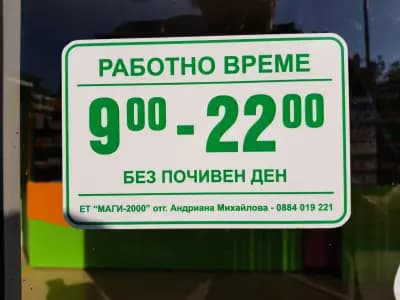 РАБОТНО ВРЕМЕ
9⁰⁰ - 22⁰⁰
БЕЗ ПОЧИВЕН ДЕН
ЕТ "МАГИ-2000" отг. Андриана Михайлова - 0884 019 221